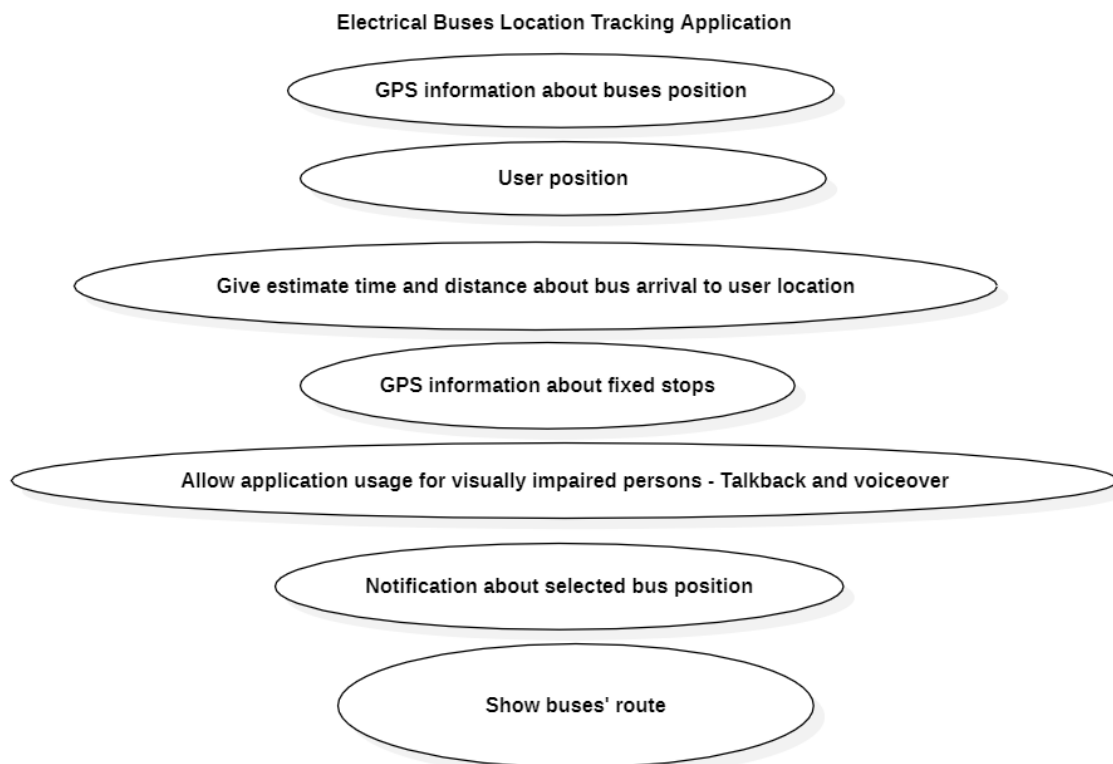 Electrical Buses Location Tracking Application
GPS information about buses position
User position
Give estimate time and distance about bus arrival to user location
GPS information about fixed stops
Allow application usage for visually impaired persons - Talkback and voiceover
Notification about selected bus position
Show buses' route